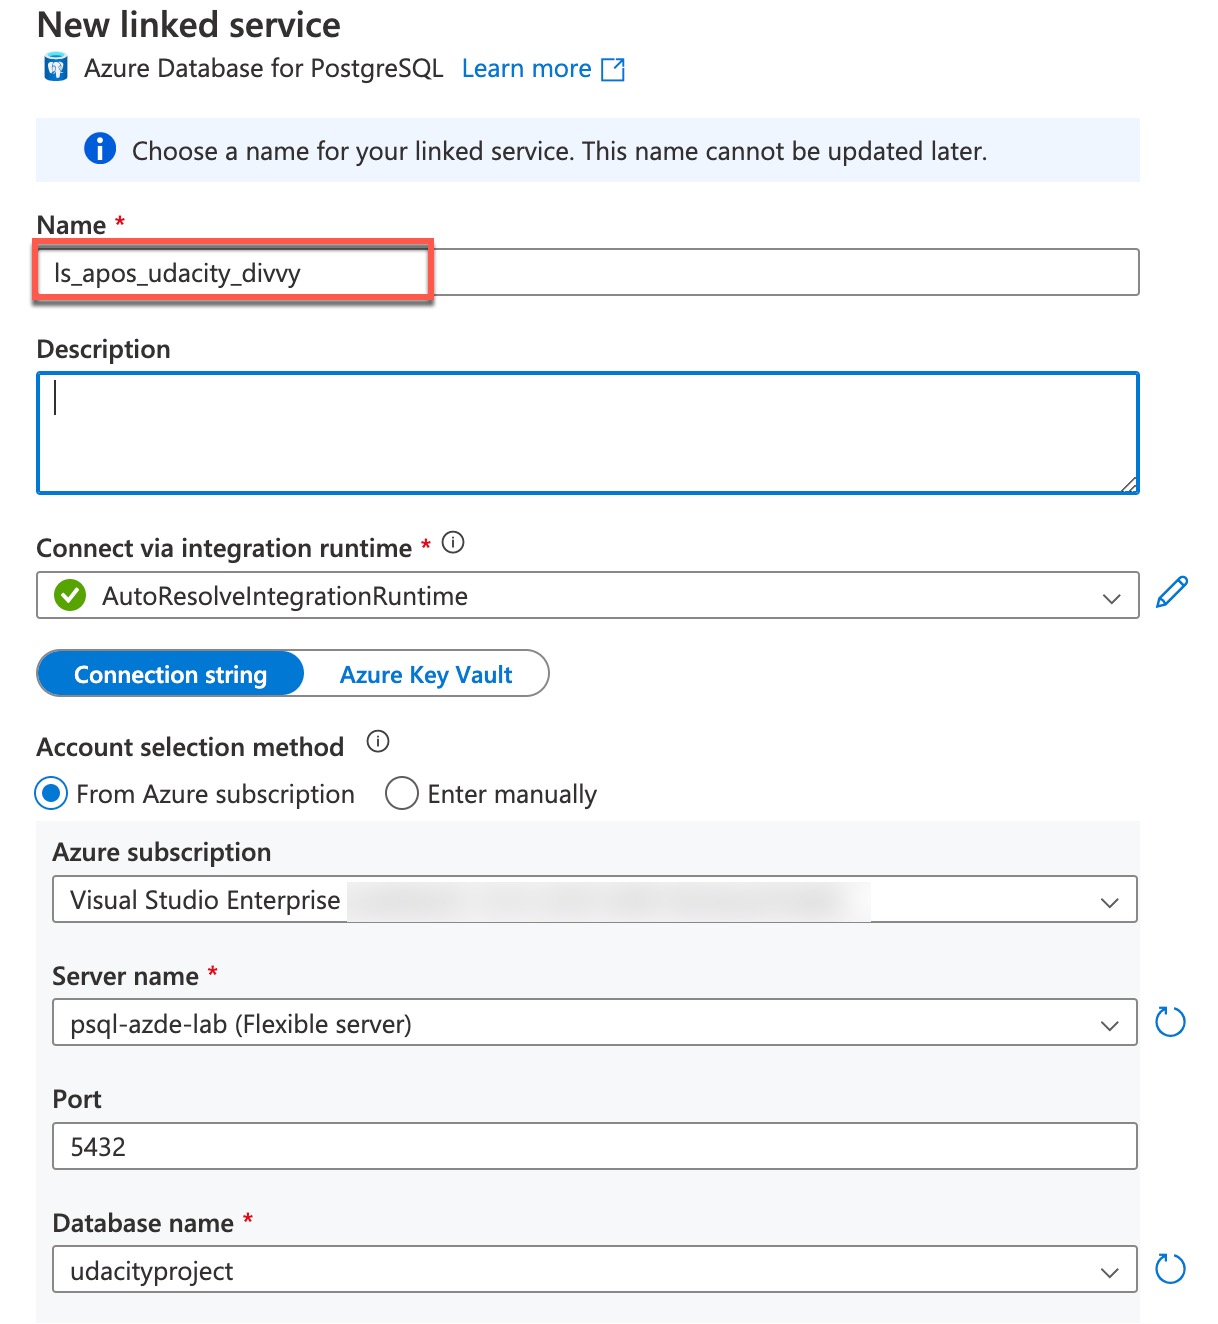 New linked service
Azure Database for PostgreSQL Learn more
Choose a name for your linked service. This name cannot be updated later.
Name *
ls_apos_udacity_divvy
Description
Connect via integration runtime *
AutoResolveIntegrationRuntime
Connection string Azure Key Vault
Account selection method
From Azure subscription Enter manually
Azure subscription
Visual Studio Enterprise
Server name *
psql-azde-lab (Flexible server)
Port
5432
Database name *
udacityproject